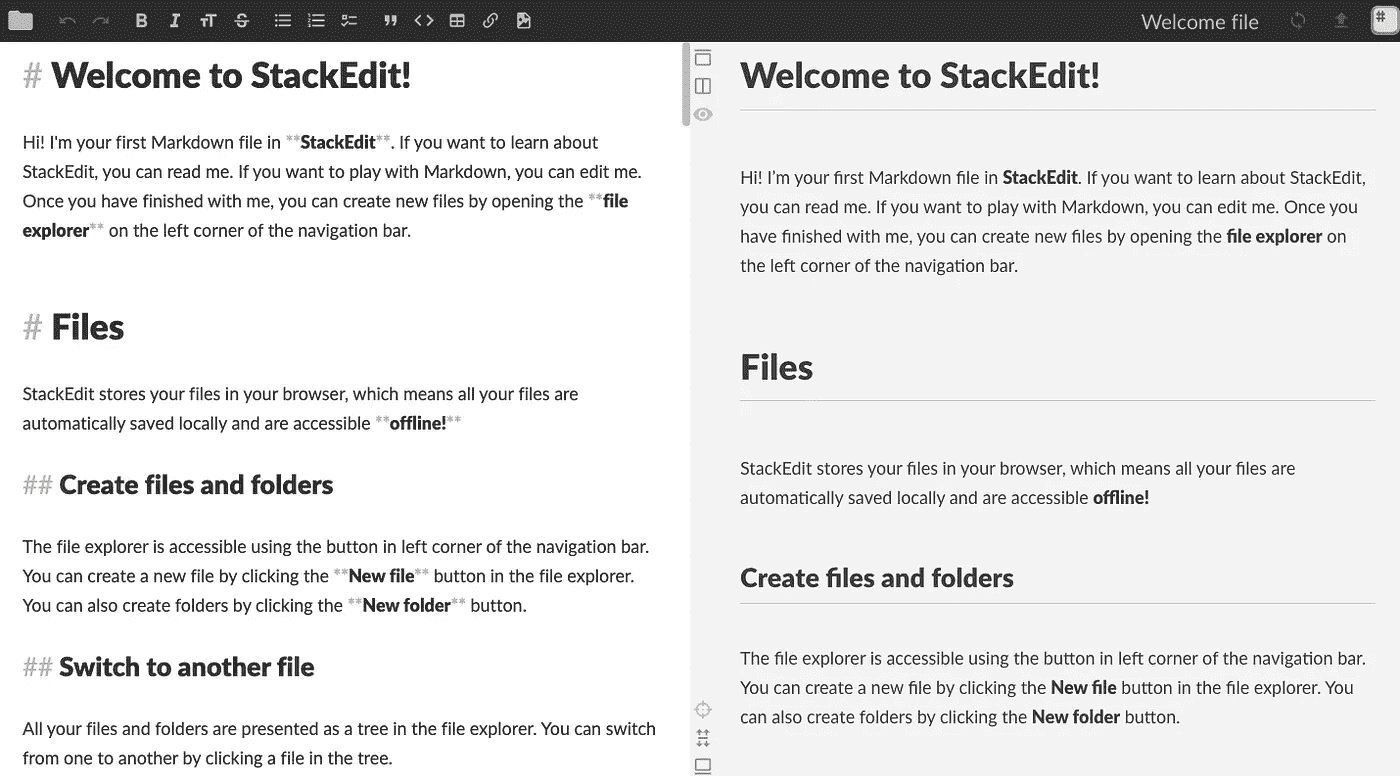 Welcome file
# Welcome to StackEdit!
Hi! I'm your first Markdown file in **StackEdit**. If you want to learn about
StackEdit, you can read me. If you want to play with Markdown, you can edit me.
Once you have finished with me, you can create new files by opening the **file
explorer** on the left corner of the navigation bar.
# Files
StackEdit stores your files in your browser, which means all your files are
automatically saved locally and are accessible **offline!**
## Create files and folders
The file explorer is accessible using the button in left corner of the navigation bar.
You can create a new file by clicking the **New file** button in the file explorer.
You can also create folders by clicking the **New folder** button.
## Switch to another file
All your files and folders are presented as a tree in the file explorer. You can switch
from one to another by clicking a file in the tree.
Welcome to StackEdit!
Hi! I’m your first Markdown file in StackEdit. If you want to learn about StackEdit,
you can read me. If you want to play with Markdown, you can edit me. Once you
have finished with me, you can create new files by opening the file explorer on
the left corner of the navigation bar.
Files
StackEdit stores your files in your browser, which means all your files are
automatically saved locally and are accessible offline!
Create files and folders
The file explorer is accessible using the button in left corner of the navigation bar.
You can create a new file by clicking the New file button in the file explorer. You
can also create folders by clicking the New folder button.